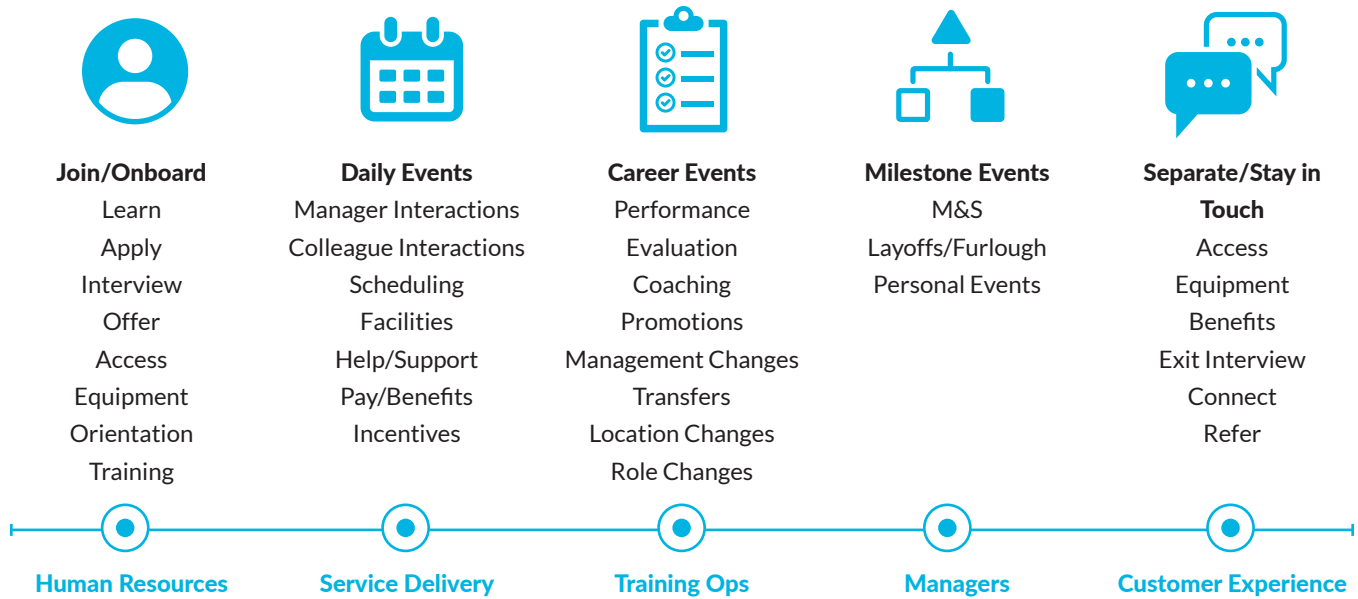 Join/Onboard
Learn
Apply
Interview
Offer
Access
Equipment
Orientation
Training
Daily Events
Manager Interactions
Colleague Interactions
Scheduling
Facilities
Help/Support
Pay/Benefits
Incentives
Career Events
Performance
Evaluation
Coaching
Promotions
Management Changes
Transfers
Location Changes
Role Changes
Milestone Events
M&S
Layoffs/Furlough
Personal Events
Separate/Stay in
Touch
Access
Equipment
Benefits
Exit Interview
Connect
Refer
Human Resources
Service Delivery
Training Ops
Managers
Customer Experience